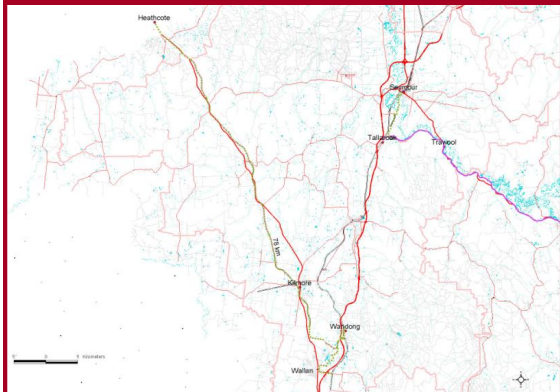 Heathcote
Seymour
Tallarook
Trawool
78 km
Kilmore
Wandong
Wallan
Kilometers